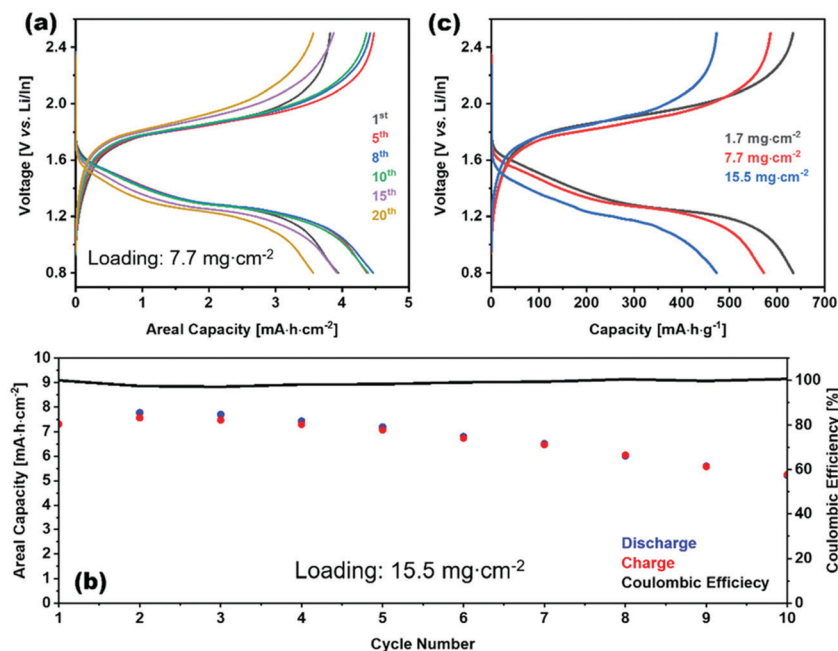 (a)
2.4
2.0
1.6
1.2
0.8
Voltage [V vs. Li/In]
1st
5th
8th
10th
15th
20th
Loading: 7.7 mg·cm-2
0 1 2 3 4 5
Areal Capacity [mA·h·cm-2]
(c)
2.4
2.0
1.6
1.2
0.8
Voltage [V vs. Li/In]
1.7 mg·cm-2
7.7 mg·cm-2
15.5 mg·cm-2
0 100 200 300 400 500 600 700
Capacity [mA·h·g-1]
10
9
8
7
6
5
4
3
2
1
0
Areal Capacity [mA·h·cm-2]
100
80
60
40
20
0
Coulombic Efficiency [%]
Discharge
Charge
Coulombic Efficiecy
(b)
Loading: 15.5 mg·cm-2
1 2 3 4 5 6 7 8 9 10
Cycle Number